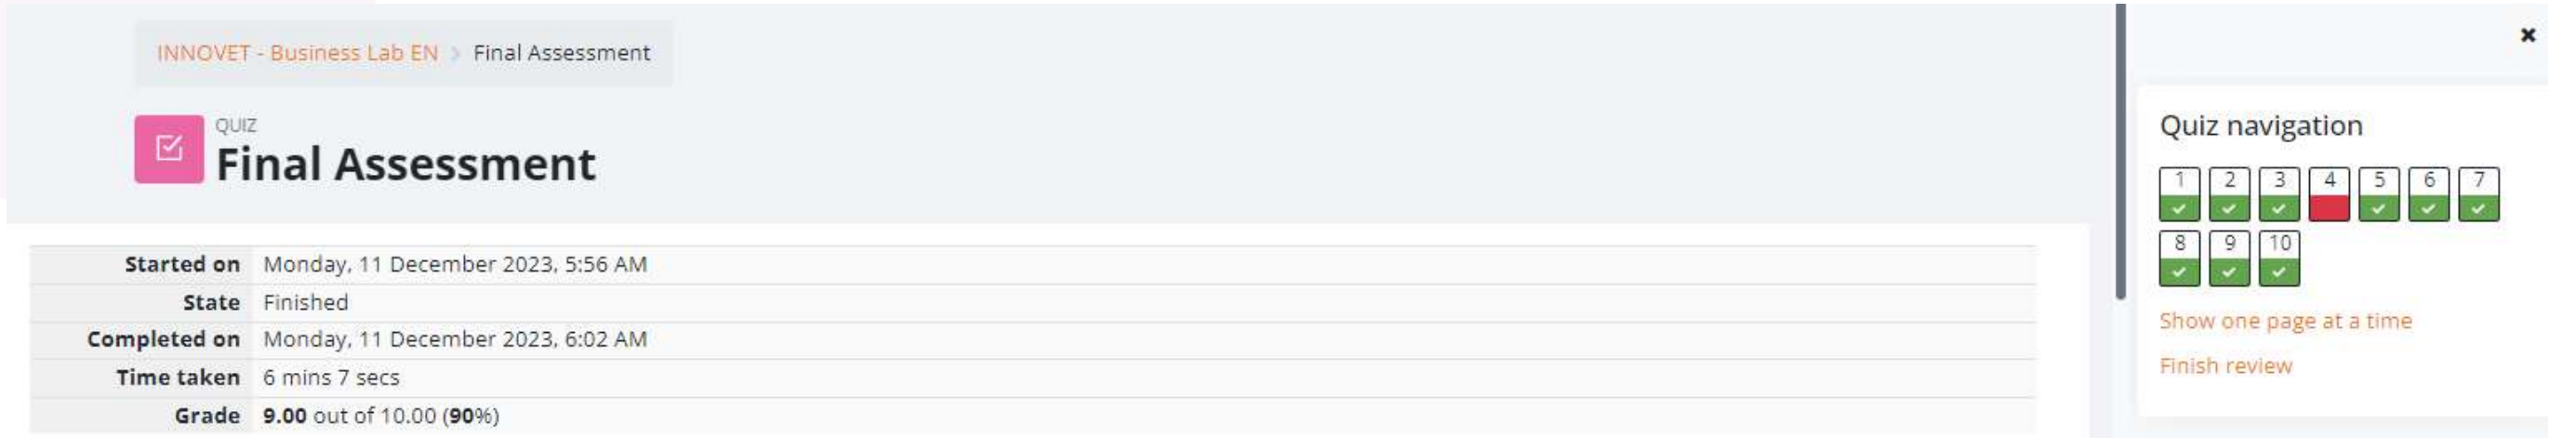 INNOVET - Business Lab EN > Final Assessment
QUIZ
Final Assessment
Started on Monday, 11 December 2023, 5:56 AM
State Finished
Completed on Monday, 11 December 2023, 6:02 AM
Time taken 6 mins 7 secs
Grade 9.00 out of 10.00 (90%)
Quiz navigation
1 2 3 4 5 6 7
8 9 10
Show one page at a time
Finish review